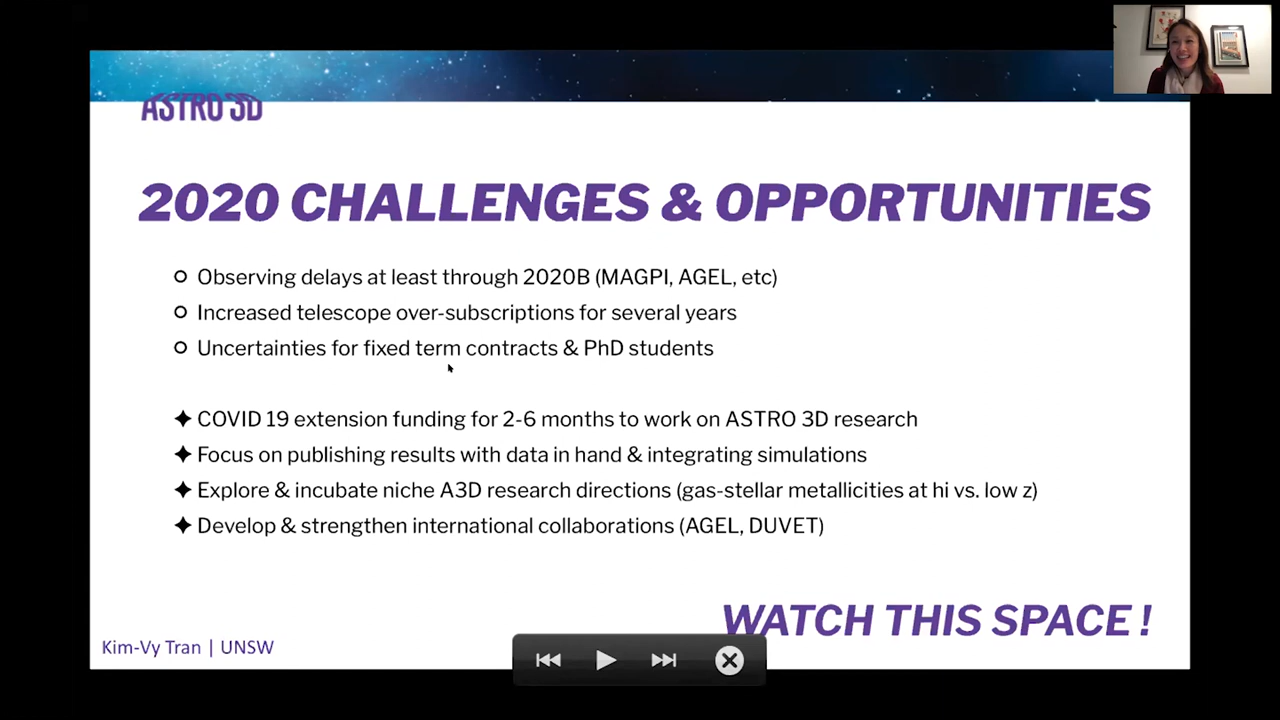 ASTRO 3D
2020 CHALLENGES & OPPORTUNITIES
Observing delays at least through 2020B (MAGPI, AGEL, etc)
Increased telescope over-subscriptions for several years
Uncertainties for fixed term contracts & PhD students
COVID 19 extension funding for 2-6 months to work on ASTRO 3D research
Focus on publishing results with data in hand & integrating simulations
Explore & incubate niche A3D research directions (gas-stellar metallicities at hi vs. low z)
Develop & strengthen international collaborations (AGEL, DUVET)
WATCH THIS SPACE !
Kim-Vy Tran | UNSW